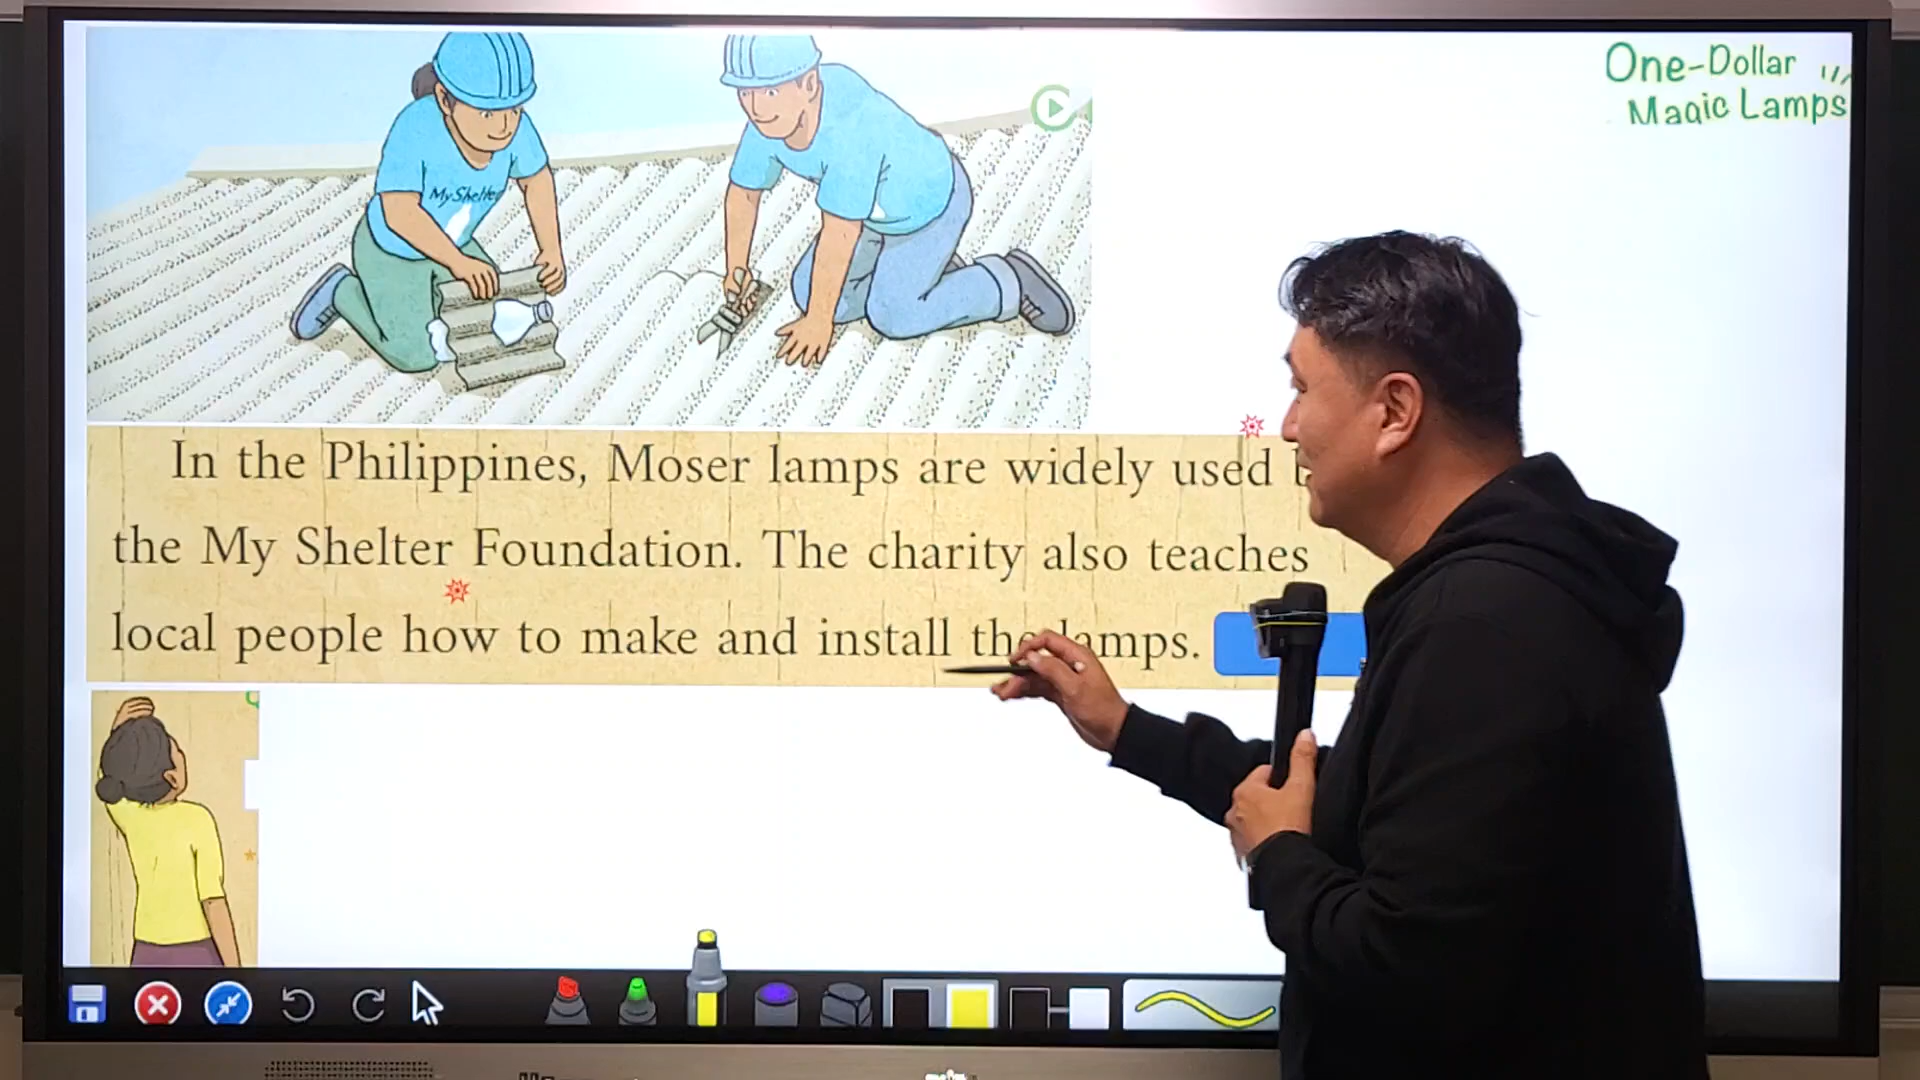 One-Dollar
Magic Lamps
My Shelter
In the Philippines, Moser lamps are widely used
the My Shelter Foundation. The charity also teaches
local people how to make and install the lamps.